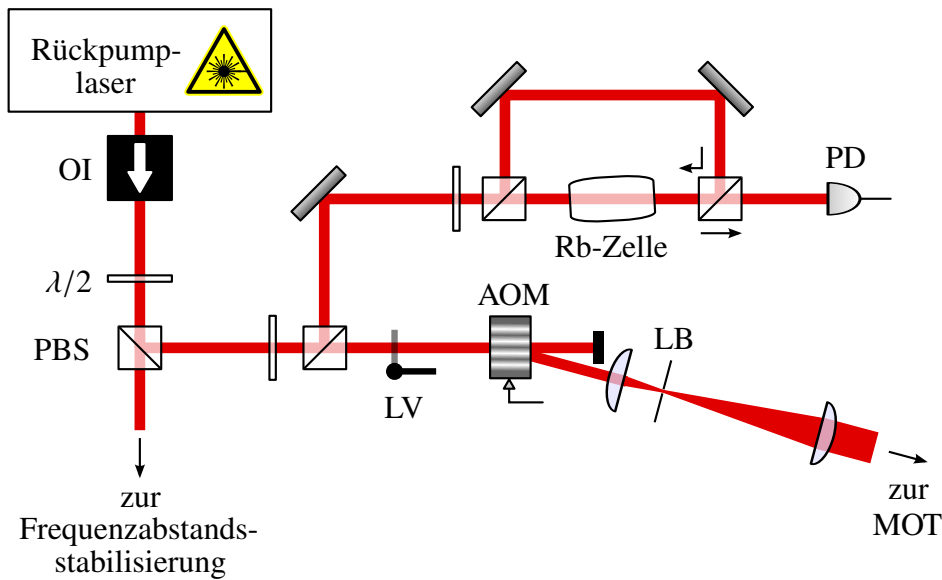 Rückpump-
laser
OI
λ/2
PBS
zur
Frequenzabstands-
stabilisierung
Rb-Zelle
PD
AOM
LV
LB
zur
MOT